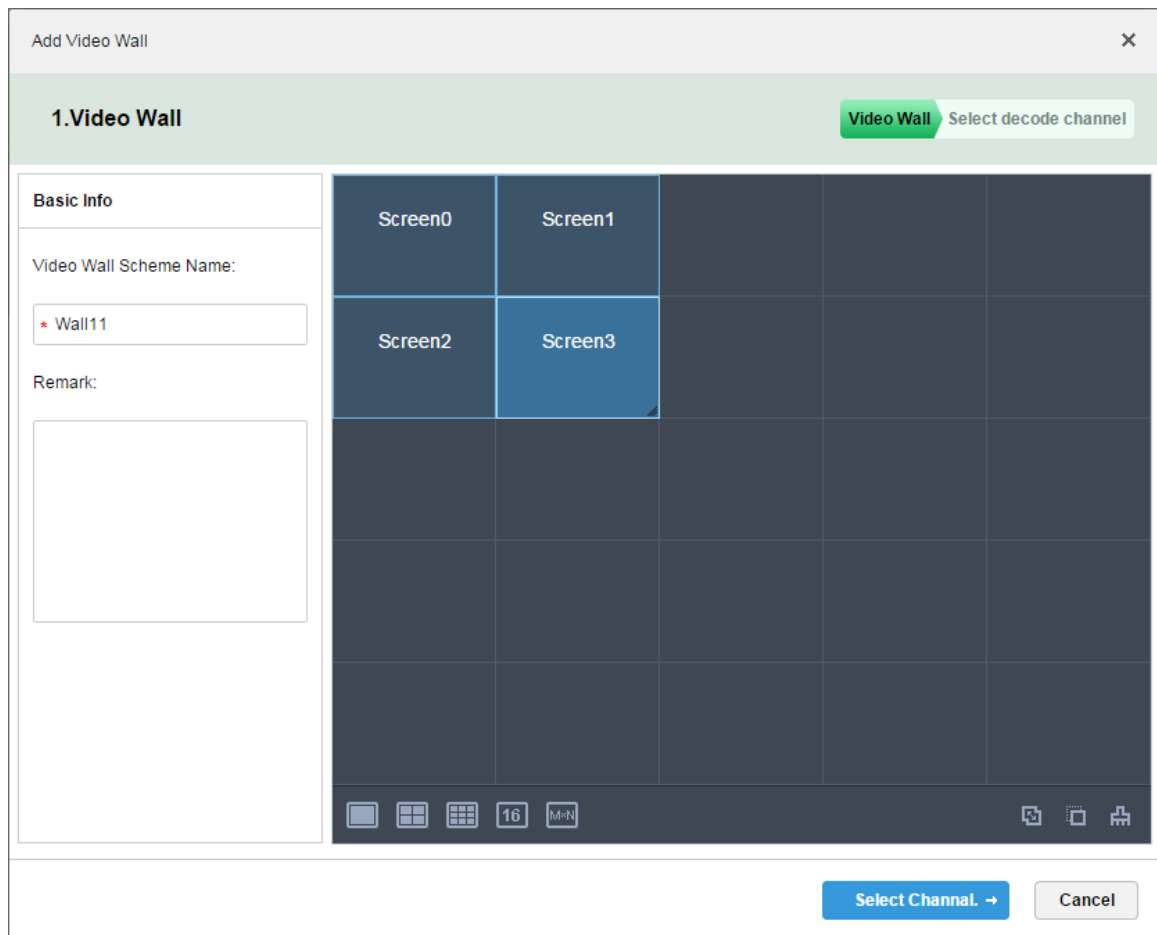 Add Video Wall
1.Video Wall
Video Wall Select decode channel
Basic Info
Video Wall Scheme Name:
* Wall11
Remark:
Screen0 Screen1
Screen2 Screen3
16 M×N
Select Channal. →
Cancel